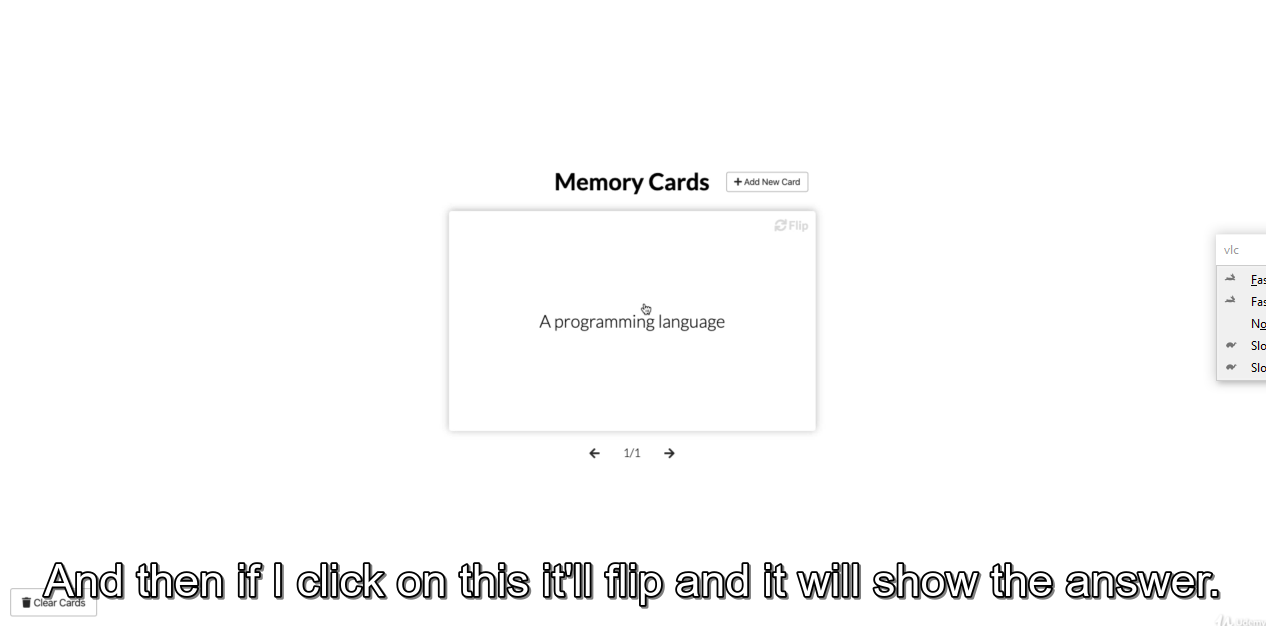 Memory Cards
Add New Card
Flip
A programming language
1/1
vlc
Fas
Fas
No
Slo
Slo
And then if I click on this it'll flip and it will show the answer.
Clear Cards
Udemy